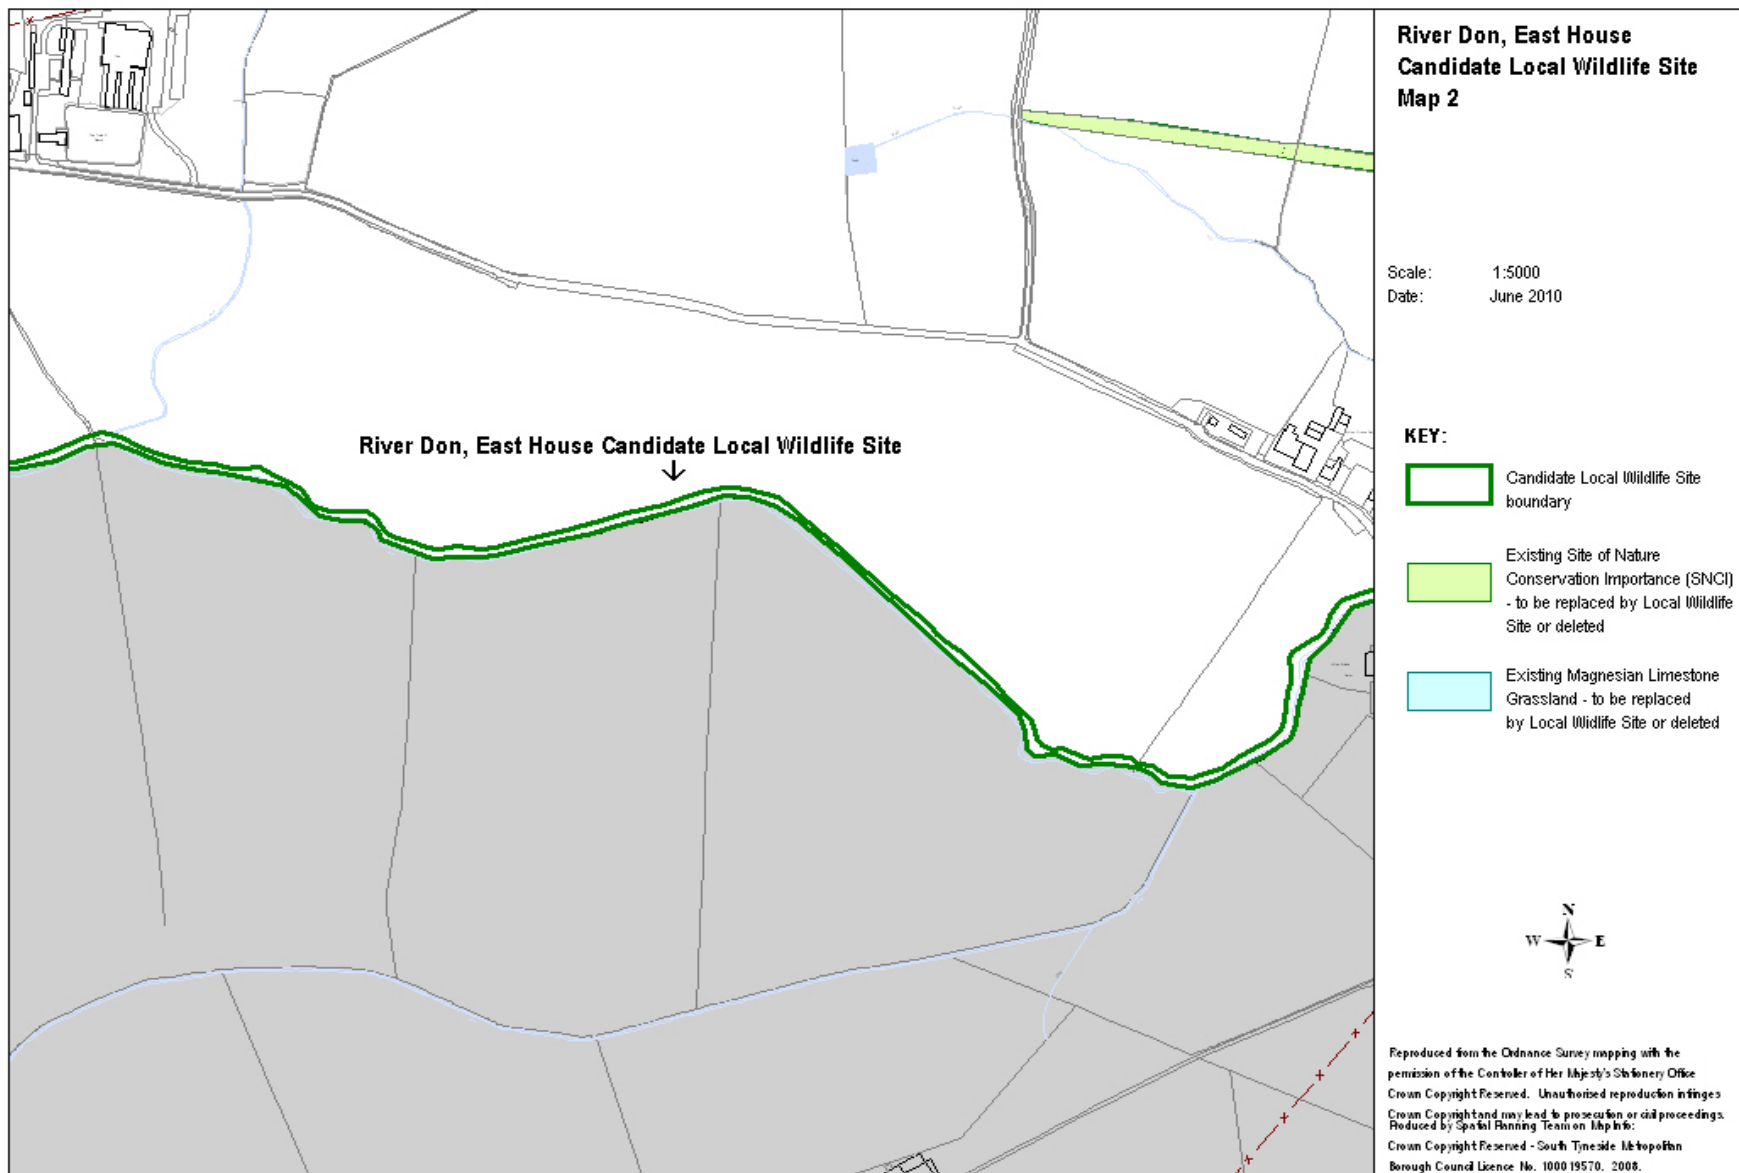 River Don, East House
Candidate Local Wildlife Site
Map 2
Scale: 1:5000
Date: June 2010
River Don, East House Candidate Local Wildlife Site
KEY:
Candidate Local Wildlife Site
boundary
Existing Site of Nature
Conservation Importance (SNCI)
- to be replaced by Local Wildlife
Site or deleted
Existing Magnesian Limestone
Grassland - to be replaced
by Local Widlife Site or deleted
N
W E
S
Reproduced from the Ordnance Survey mapping with the
permission of the Controller of Her Majesty's Stationery Office
Crown Copyright Reserved. Unauthorised reproduction infringes
Crown Copyright and may lead to prosecution or civil proceedings.
Produced by Spatial Planning Team on MapInfo:
Crown Copyright Reserved - South Tyneside Metropolitan
Borough Council Licence No. 100019570. 2008.